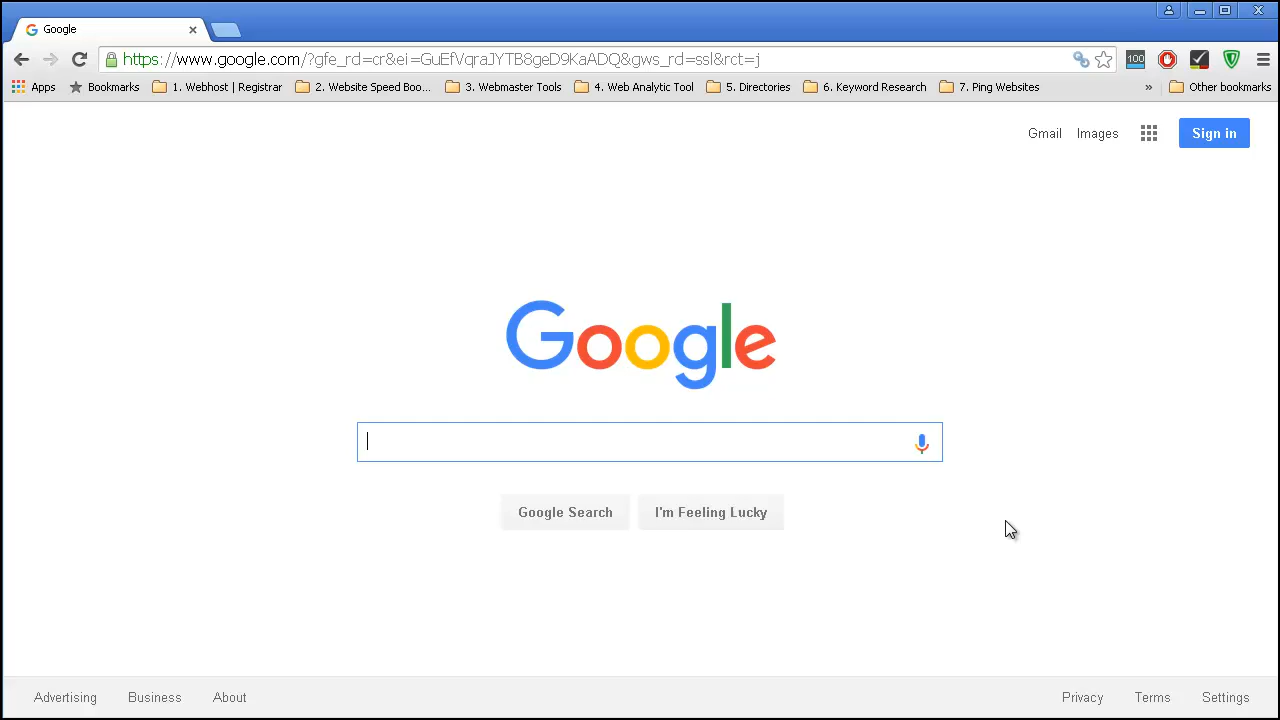 Google
https://www.google.com/?gfe_rd=cr&ei=GuEfVqraJYTB8geD9KaADQ&gws_rd=ssl&rct=j
100
Apps Bookmarks 1. Webhost | Registrar 2. Website Speed Boo... 3. Webmaster Tools 4. Web Analytic Tool 5. Directories 6. Keyword Research 7. Ping Websites » Other bookmarks
Gmail Images Sign in
Google
Google Search I'm Feeling Lucky
Advertising Business About Privacy Terms Settings